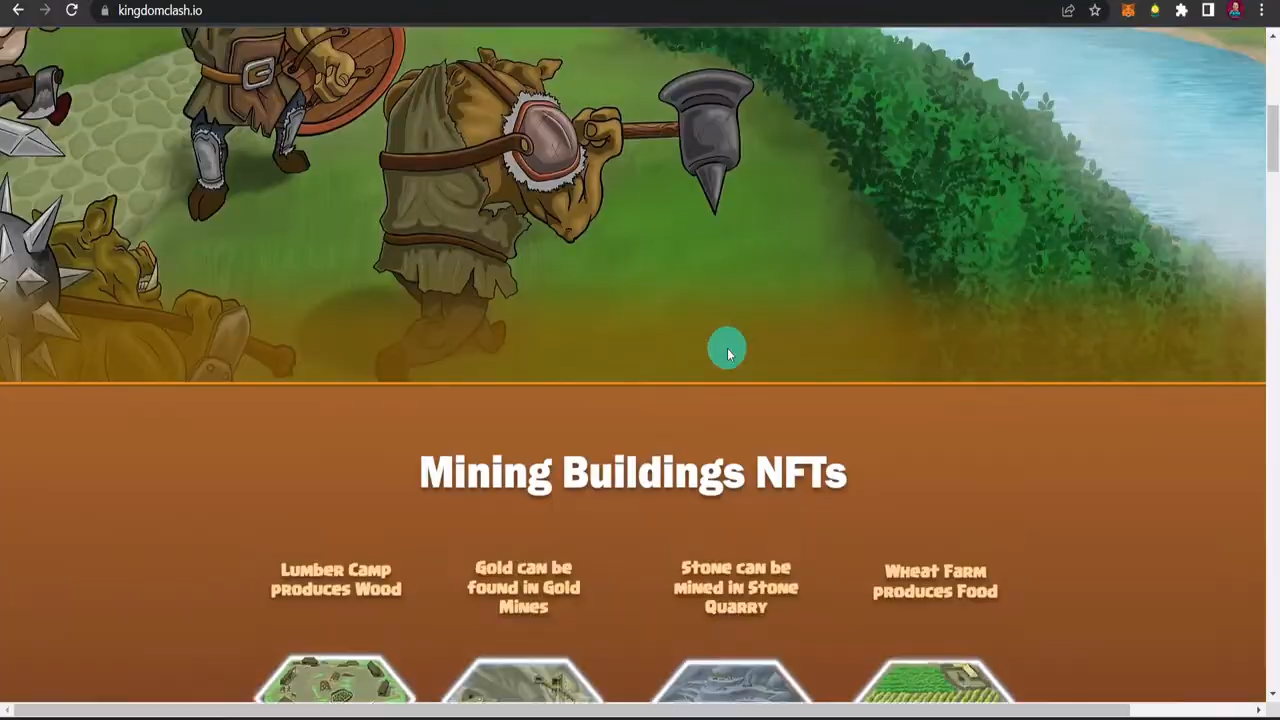 kingdomclash.io
Mining Buildings NFTs
Lumber Camp
produces Wood
Gold can be
found in Gold
Mines
Stone can be
mined in Stone
Quarry
Wheat Farm
produces Food